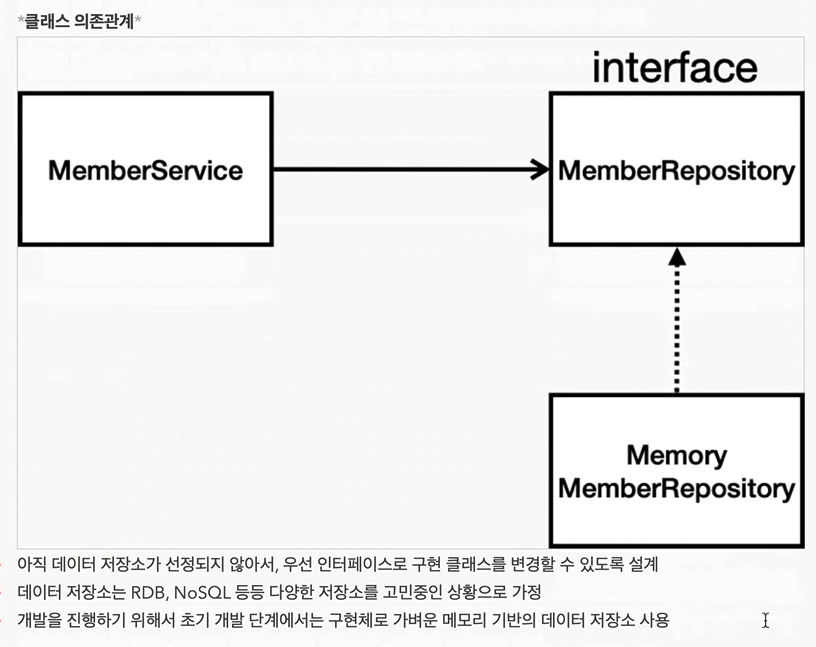 *클래스 의존관계*
interface
MemberService
MemberRepository
Memory
MemberRepository
아직 데이터 저장소가 선정되지 않아서, 우선 인터페이스로 구현 클래스를 변경할 수 있도록 설계
데이터 저장소는 RDB, NoSQL 등등 다양한 저장소를 고민중인 상황으로 가정
개발을 진행하기 위해서 초기 개발 단계에서는 구현체로 가벼운 메모리 기반의 데이터 저장소 사용